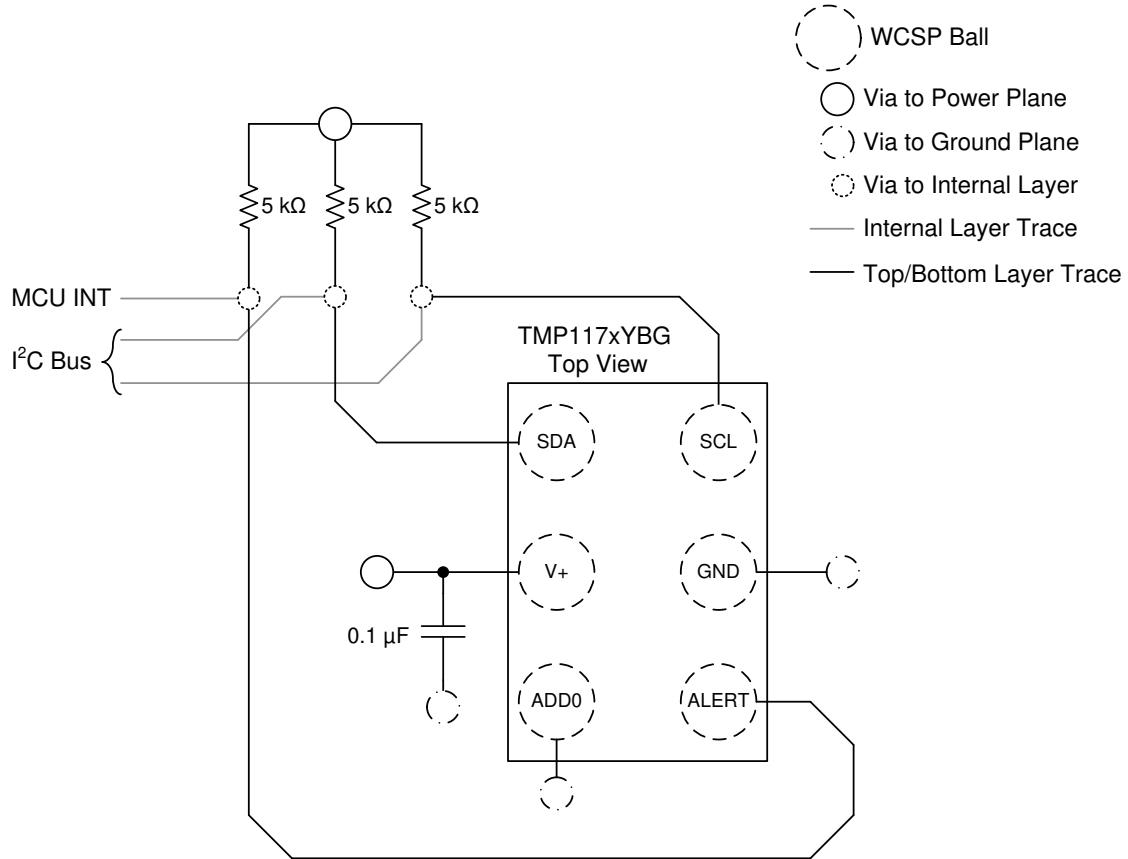 WCSP Ball
Via to Power Plane
Via to Ground Plane
Via to Internal Layer
Internal Layer Trace
Top/Bottom Layer Trace
5 kΩ
5 kΩ
5 kΩ
MCU INT
I²C Bus
TMP117xYBG
Top View
SDA
SCL
V+
GND
0.1 µF
ADD0
ALERT